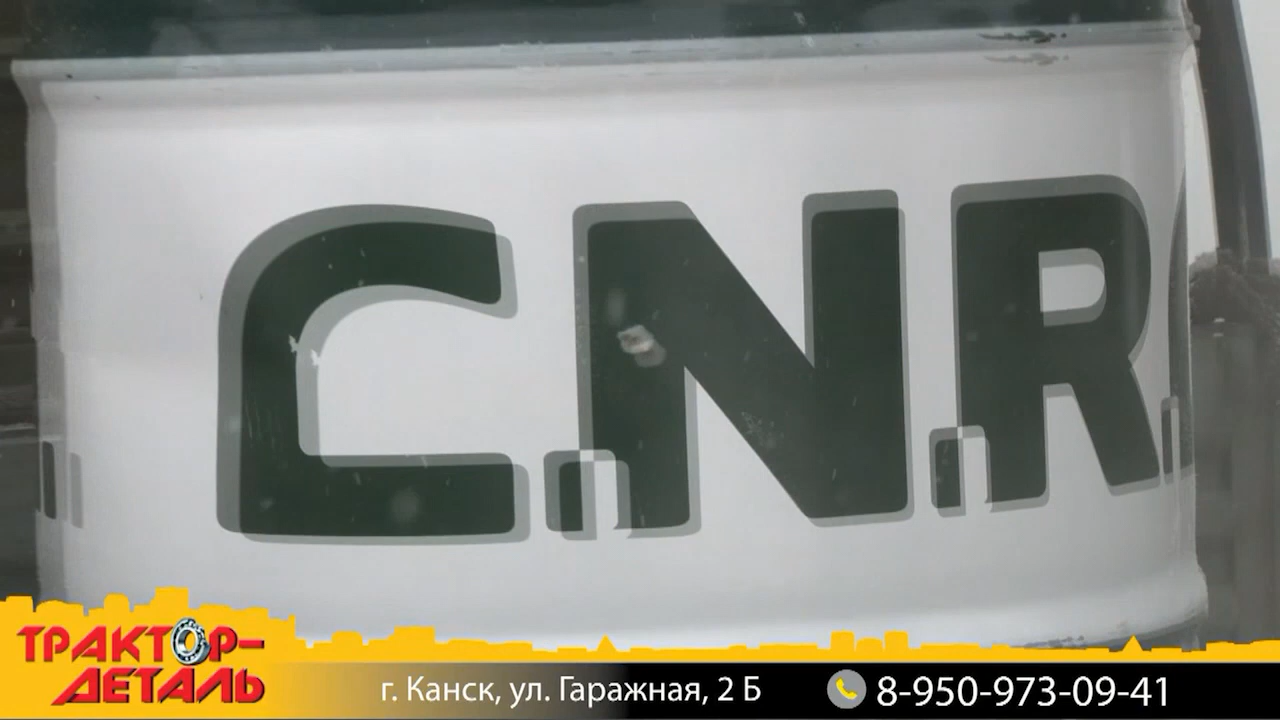 C.N.R.
ТРАКТОР-
ДЕТАЛЬ
г. Канск, ул. Гаражная, 2 Б
8-950-973-09-41